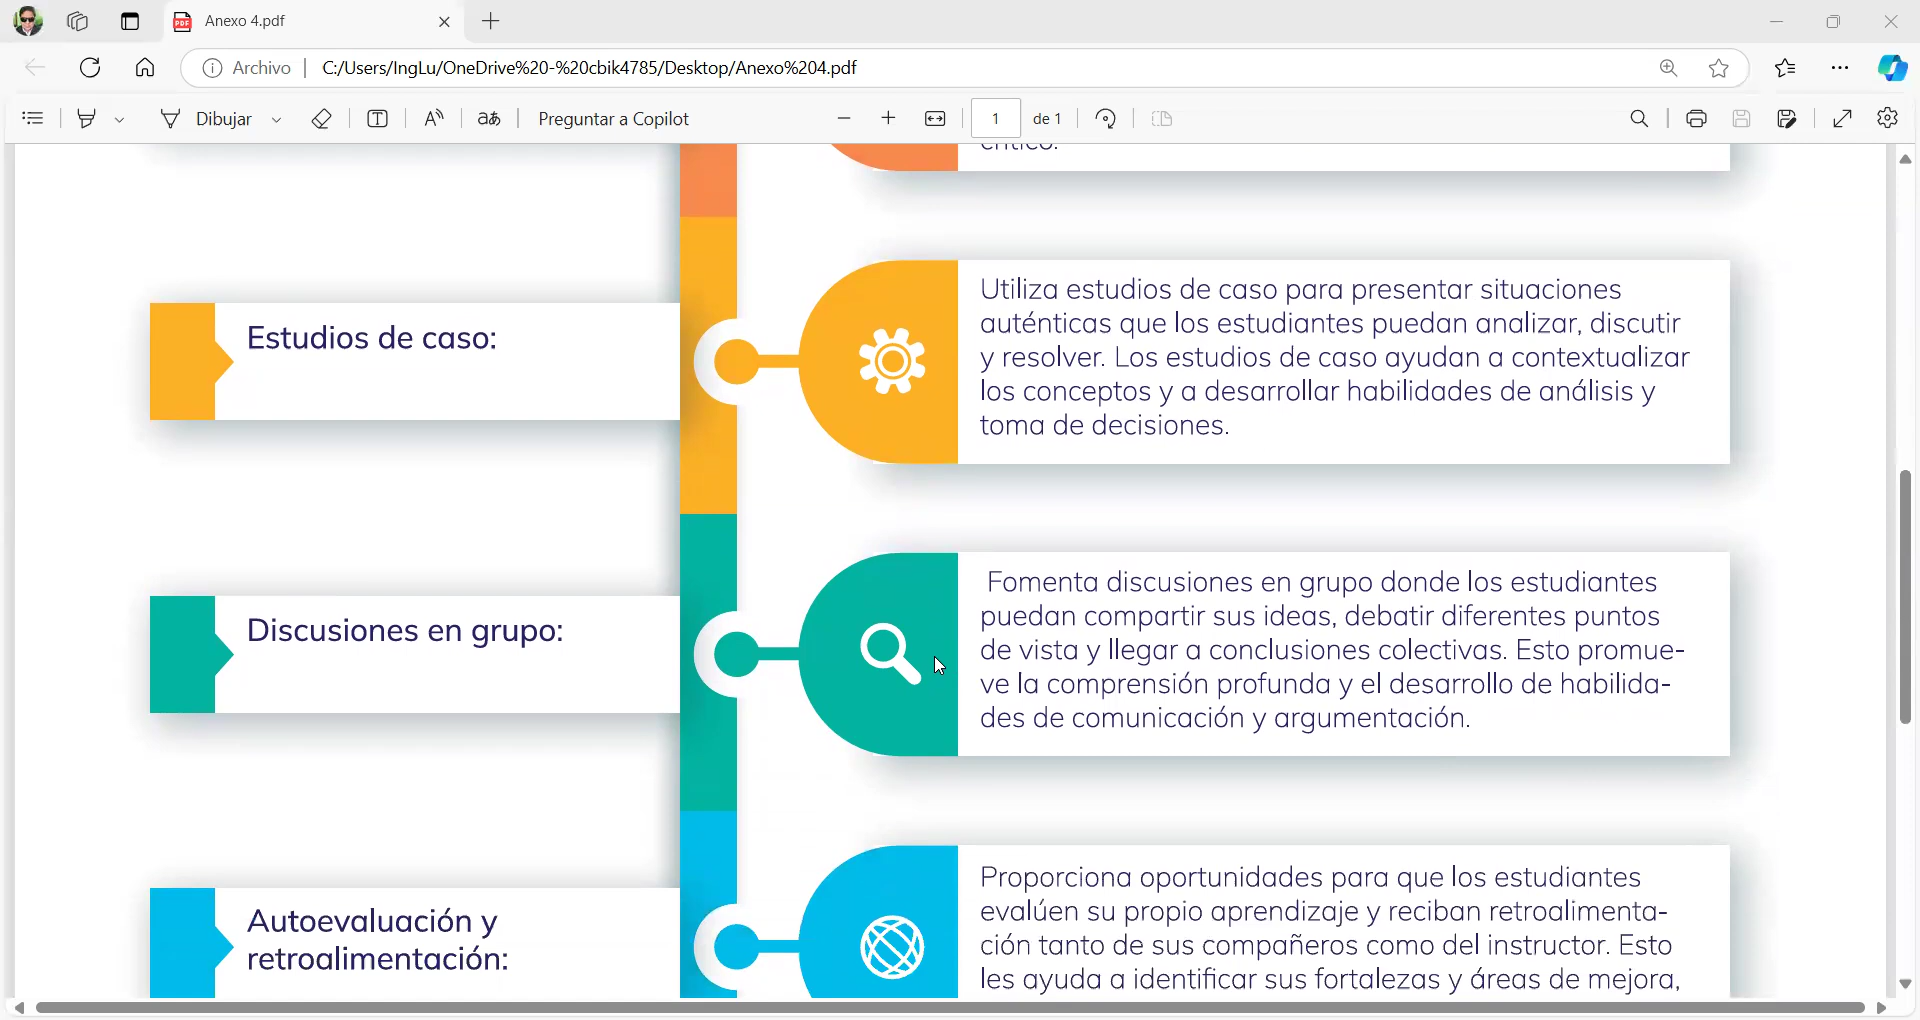 Anexo 4.pdf
Archivo
C:/Users/IngLu/OneDrive%20-%20cbik4785/Desktop/Anexo%204.pdf
Dibujar
Preguntar a Copilot
1
de 1
crítico.
Estudios de caso:
Utiliza estudios de caso para presentar situaciones
auténticas que los estudiantes puedan analizar, discutir
y resolver. Los estudios de caso ayudan a contextualizar
los conceptos y a desarrollar habilidades de análisis y
toma de decisiones.
Discusiones en grupo:
Fomenta discusiones en grupo donde los estudiantes
puedan compartir sus ideas, debatir diferentes puntos
de vista y llegar a conclusiones colectivas. Esto promue-
ve la comprensión profunda y el desarrollo de habilida-
des de comunicación y argumentación.
Autoevaluación y
retroalimentación:
Proporciona oportunidades para que los estudiantes
evalúen su propio aprendizaje y reciban retroalimenta-
ción tanto de sus compañeros como del instructor. Esto
les ayuda a identificar sus fortalezas y áreas de mejora,